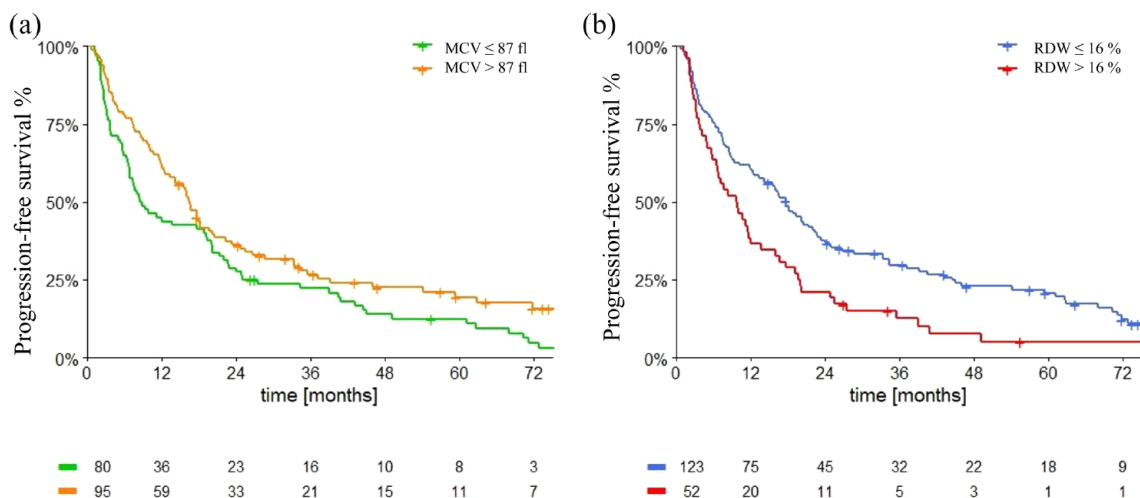 (a)
MCV ≤ 87 fl
MCV > 87 fl
Progression-free survival %
100%
75%
50%
25%
0%
0 12 24 36 48 60 72
time [months]
80 36 23 16 10 8 3
95 59 33 21 15 11 7
(b)
RDW ≤ 16 %
RDW > 16 %
Progression-free survival %
100%
75%
50%
25%
0%
0 12 24 36 48 60 72
time [months]
123 75 45 32 22 18 9
52 20 11 5 3 1 1